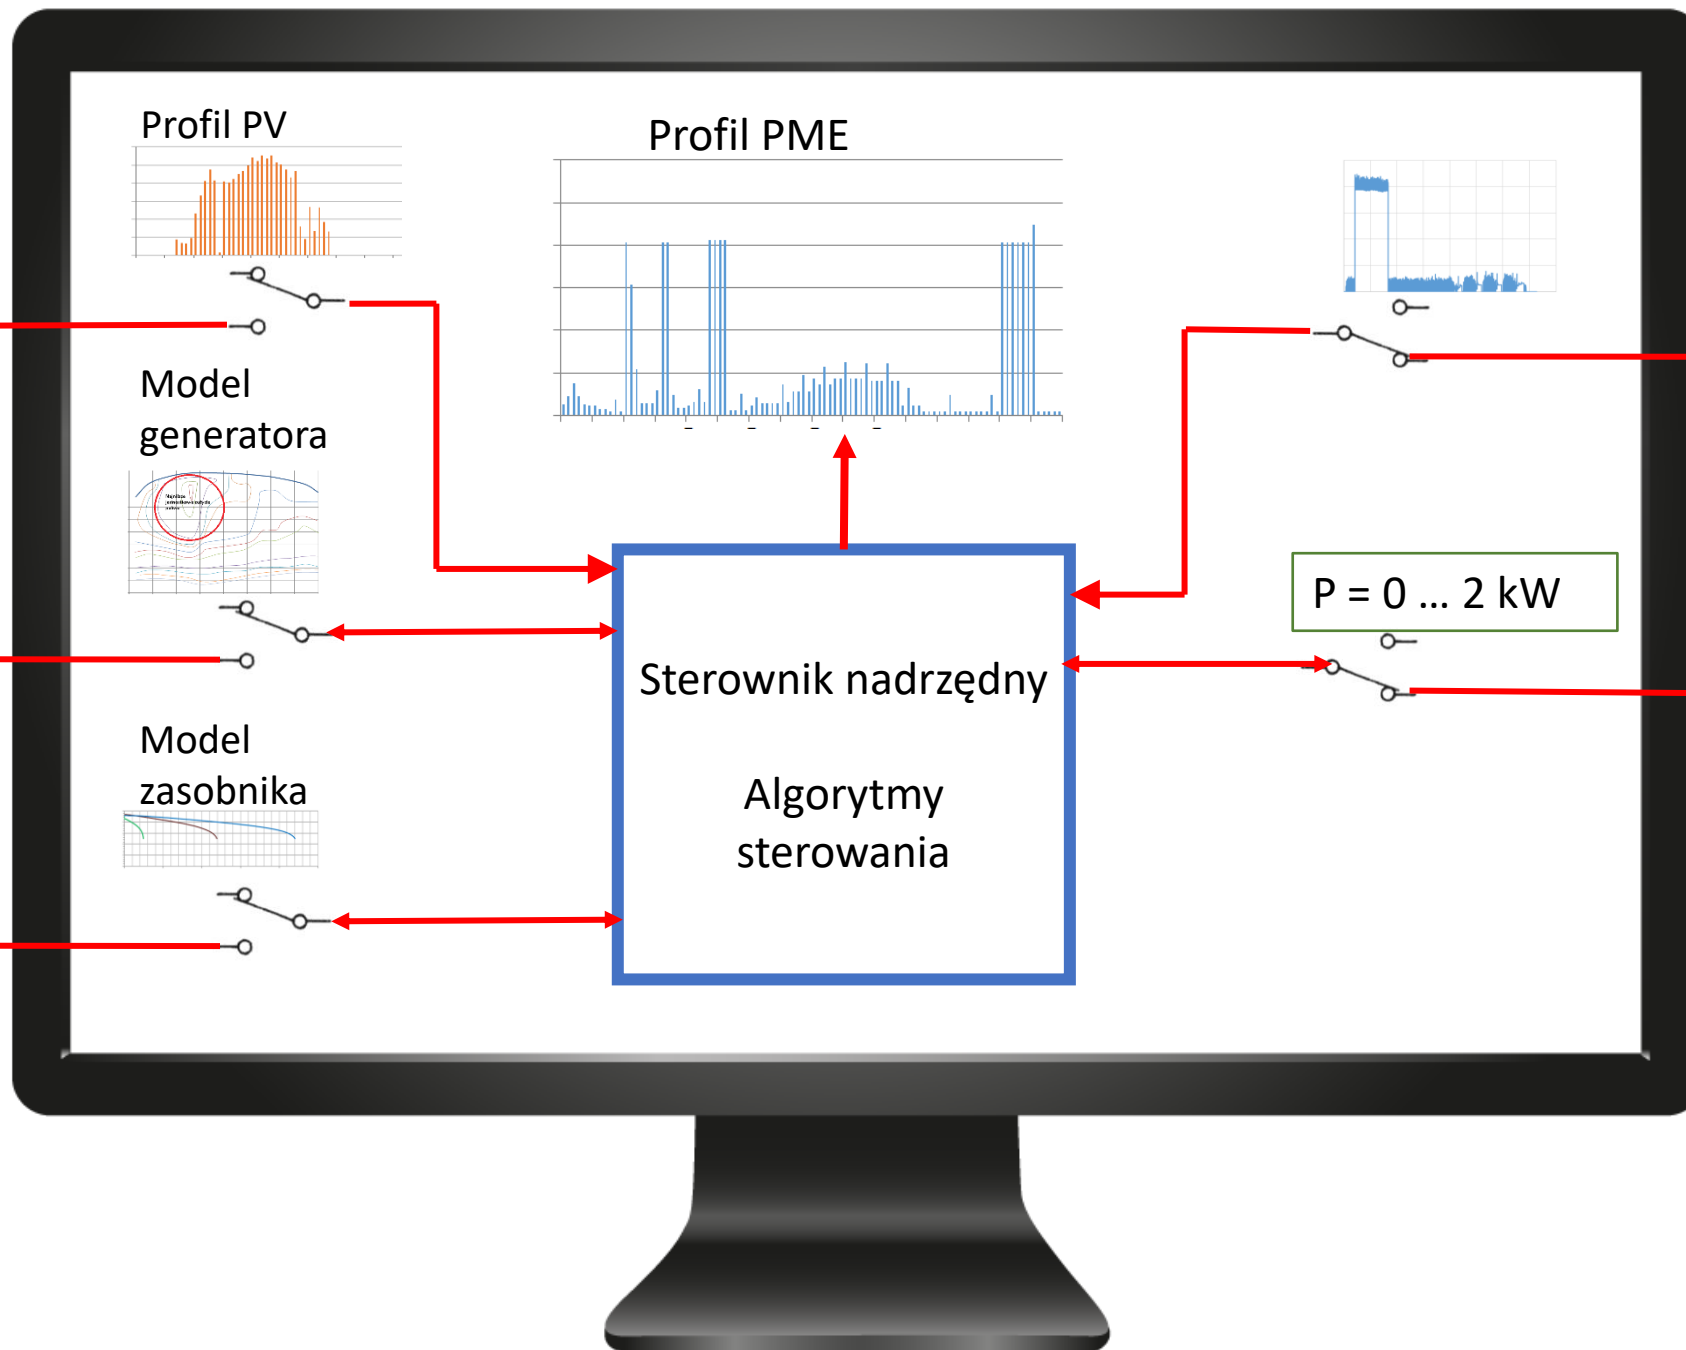 Profil PV
Profil PME
Model
generatora
P = 0 … 2 kW
Sterownik nadrzędny
Model
zasobnika
Algorytmy
sterowania